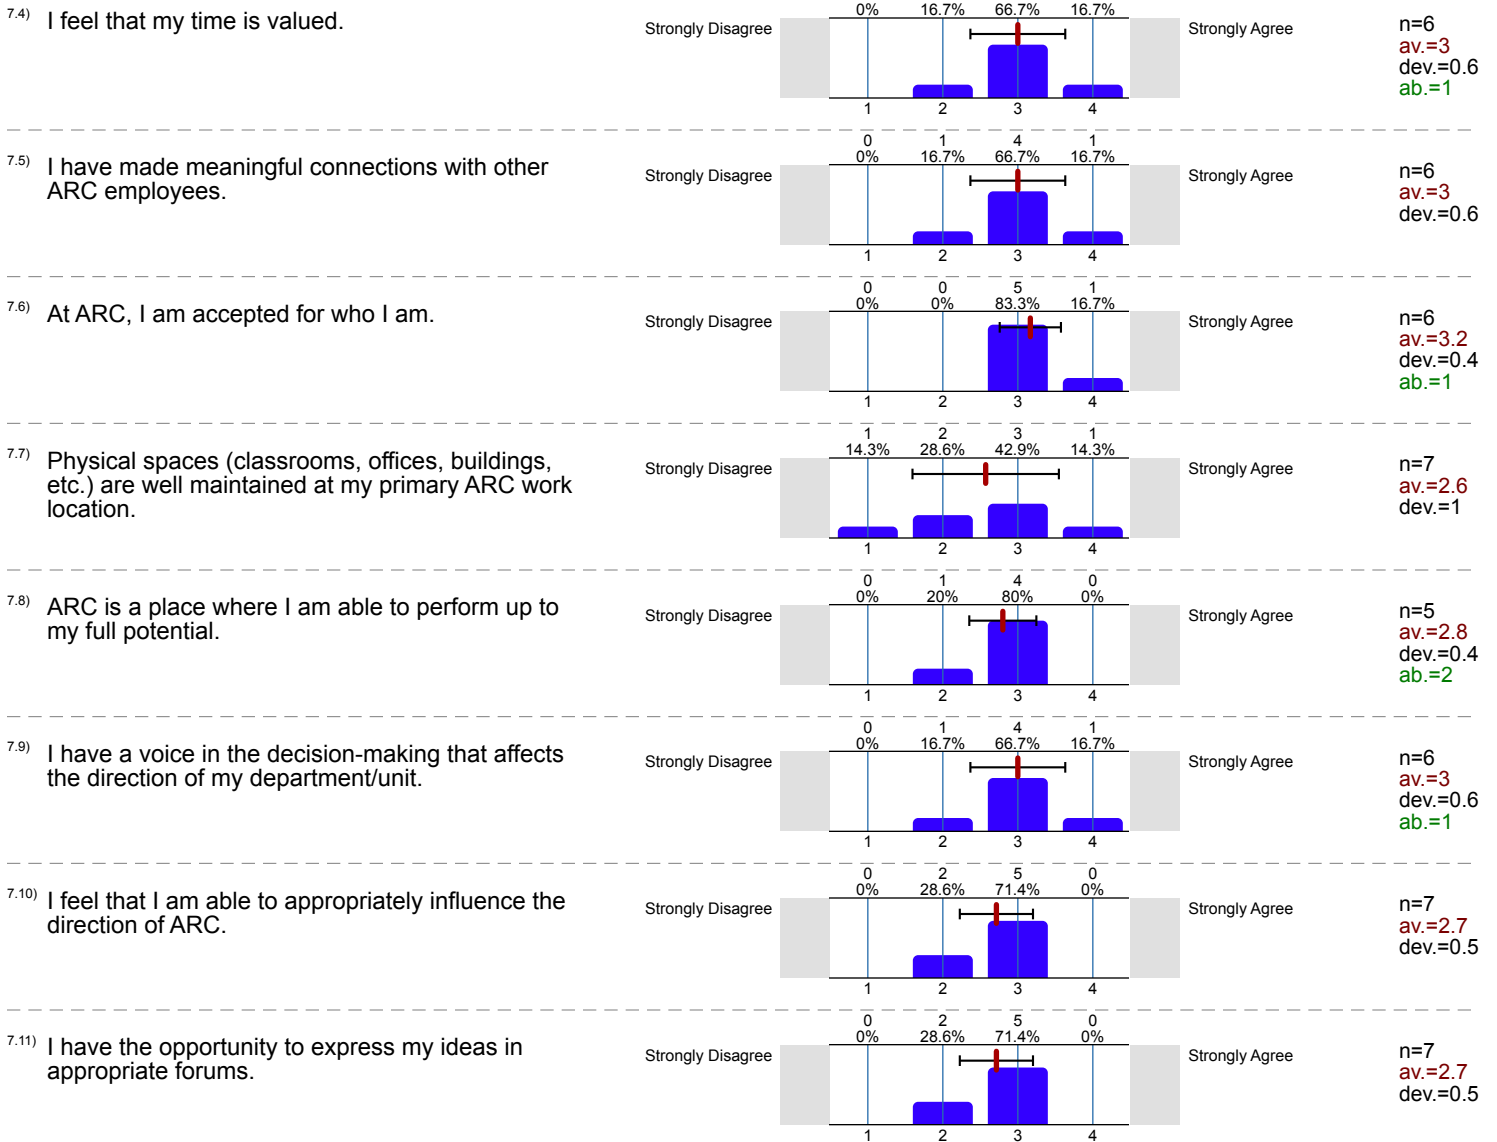 7.4) I feel that my time is valued.
0% 16.7% 66.7% 16.7%
Strongly Disagree Strongly Agree
1 2 3 4
n=6
av.=3
dev.=0.6
ab.=1
7.5) I have made meaningful connections with other
ARC employees.
0 1 4 1
0% 16.7% 66.7% 16.7%
Strongly Disagree Strongly Agree
1 2 3 4
n=6
av.=3
dev.=0.6
7.6) At ARC, I am accepted for who I am.
0 0 5 1
0% 0% 83.3% 16.7%
Strongly Disagree Strongly Agree
1 2 3 4
n=6
av.=3.2
dev.=0.4
ab.=1
7.7) Physical spaces (classrooms, offices, buildings,
etc.) are well maintained at my primary ARC work
location.
1 2 3 1
14.3% 28.6% 42.9% 14.3%
Strongly Disagree Strongly Agree
1 2 3 4
n=7
av.=2.6
dev.=1
7.8) ARC is a place where I am able to perform up to
my full potential.
0 1 4 0
0% 20% 80% 0%
Strongly Disagree Strongly Agree
1 2 3 4
n=5
av.=2.8
dev.=0.4
ab.=2
7.9) I have a voice in the decision-making that affects
the direction of my department/unit.
0 1 4 1
0% 16.7% 66.7% 16.7%
Strongly Disagree Strongly Agree
1 2 3 4
n=6
av.=3
dev.=0.6
ab.=1
7.10) I feel that I am able to appropriately influence the
direction of ARC.
0 2 5 0
0% 28.6% 71.4% 0%
Strongly Disagree Strongly Agree
1 2 3 4
n=7
av.=2.7
dev.=0.5
7.11) I have the opportunity to express my ideas in
appropriate forums.
0 2 5 0
0% 28.6% 71.4% 0%
Strongly Disagree Strongly Agree
1 2 3 4
n=7
av.=2.7
dev.=0.5